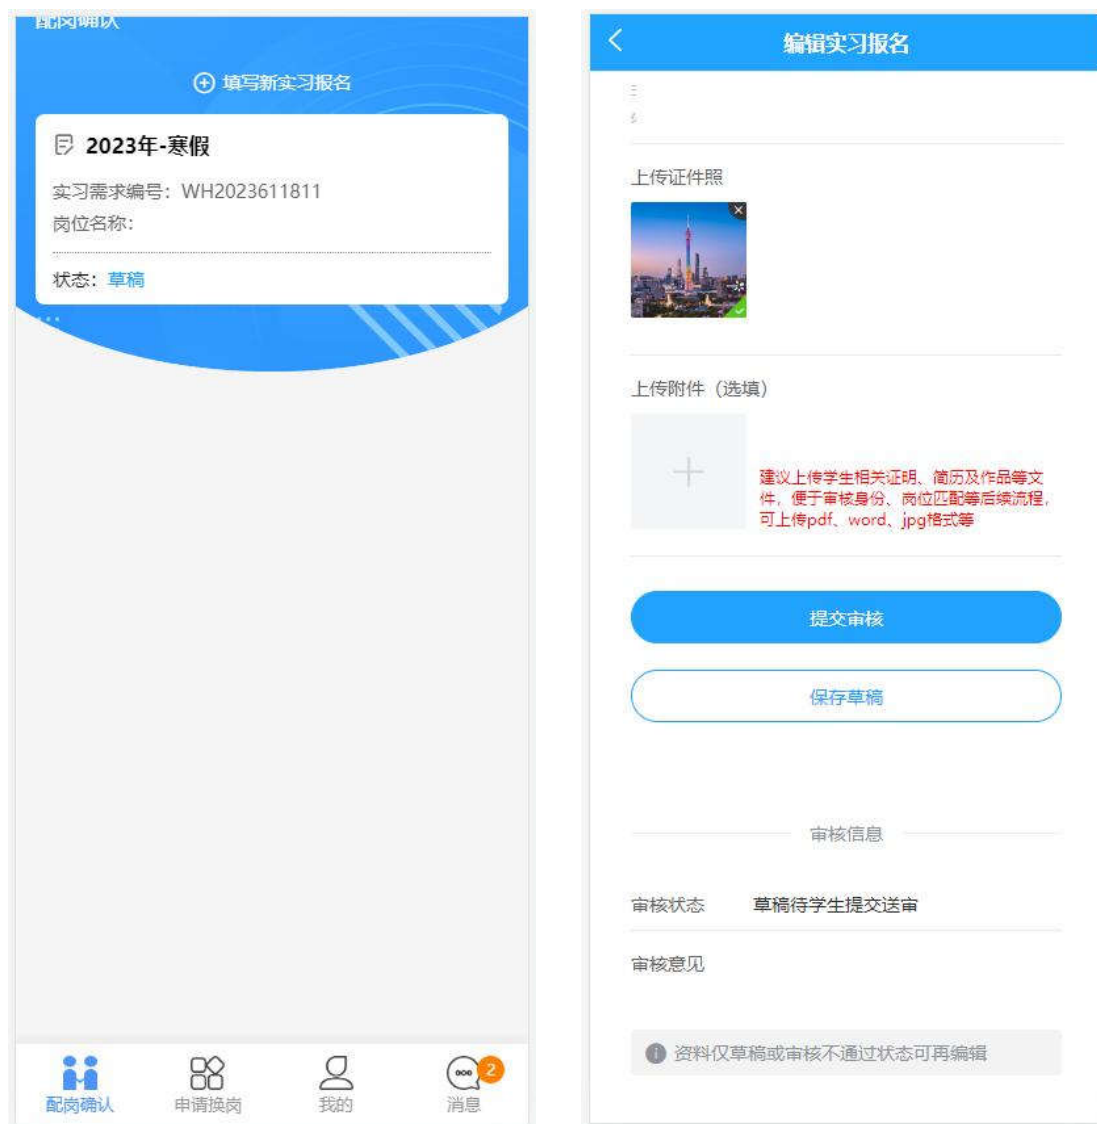 配岗确认
填写新实习报名
2023年-寒假
实习需求编号：WH2023611811
岗位名称：
状态：草稿
配岗确认
申请换岗
我的
消息
2
编辑实习报名
上传证件照
上传附件（选填）
建议上传学生相关证明、简历及作品等文
件，便于审核身份、岗位匹配等后续流程，
可上传pdf、word、jpg格式等
提交审核
保存草稿
审核信息
审核状态 草稿待学生提交送审
审核意见
资料仅草稿或审核不通过状态可再编辑